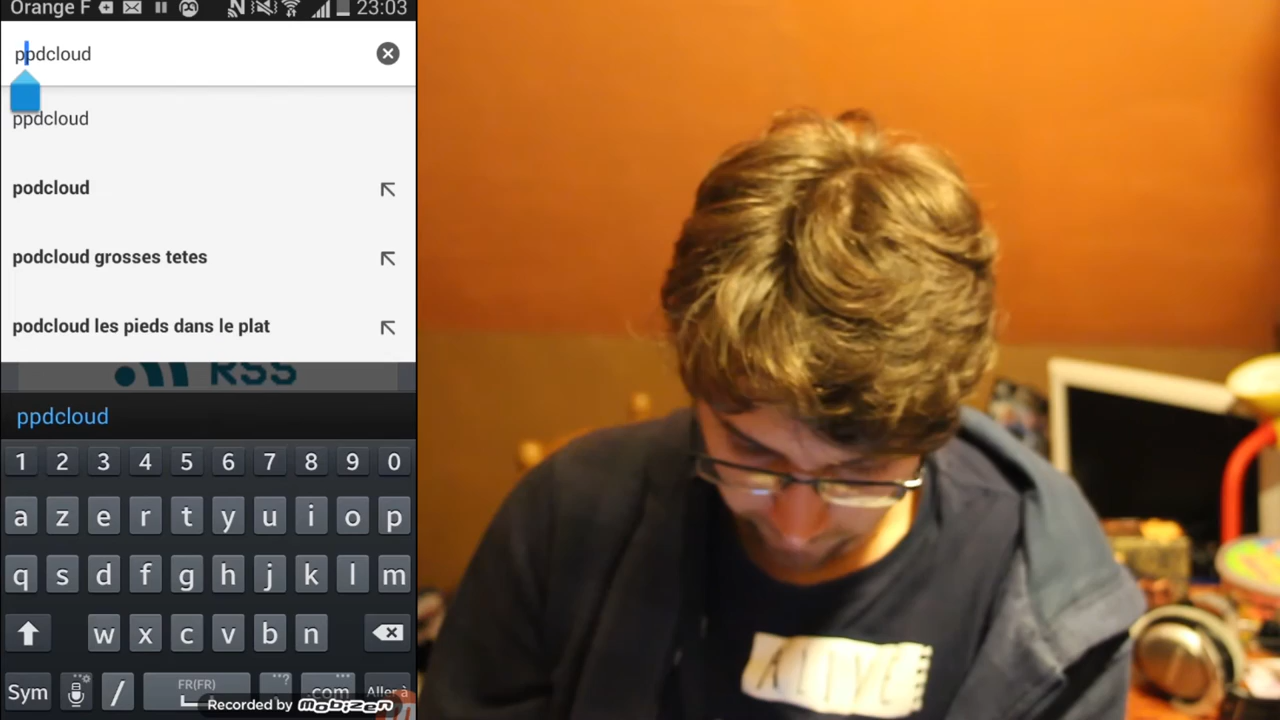 Orange F 23:03
ppdcloud
ppdcloud
podcloud
podcloud grosses tetes
podcloud les pieds dans le plat
RSS
ppdcloud
1 2 3 4 5 6 7 8 9 0
a z e r t y u i o p
q s d f g h j k l m
w x c v b n
Sym / FR(FR) ...? .com Aller à
Recorded by mobizen
ALIVE